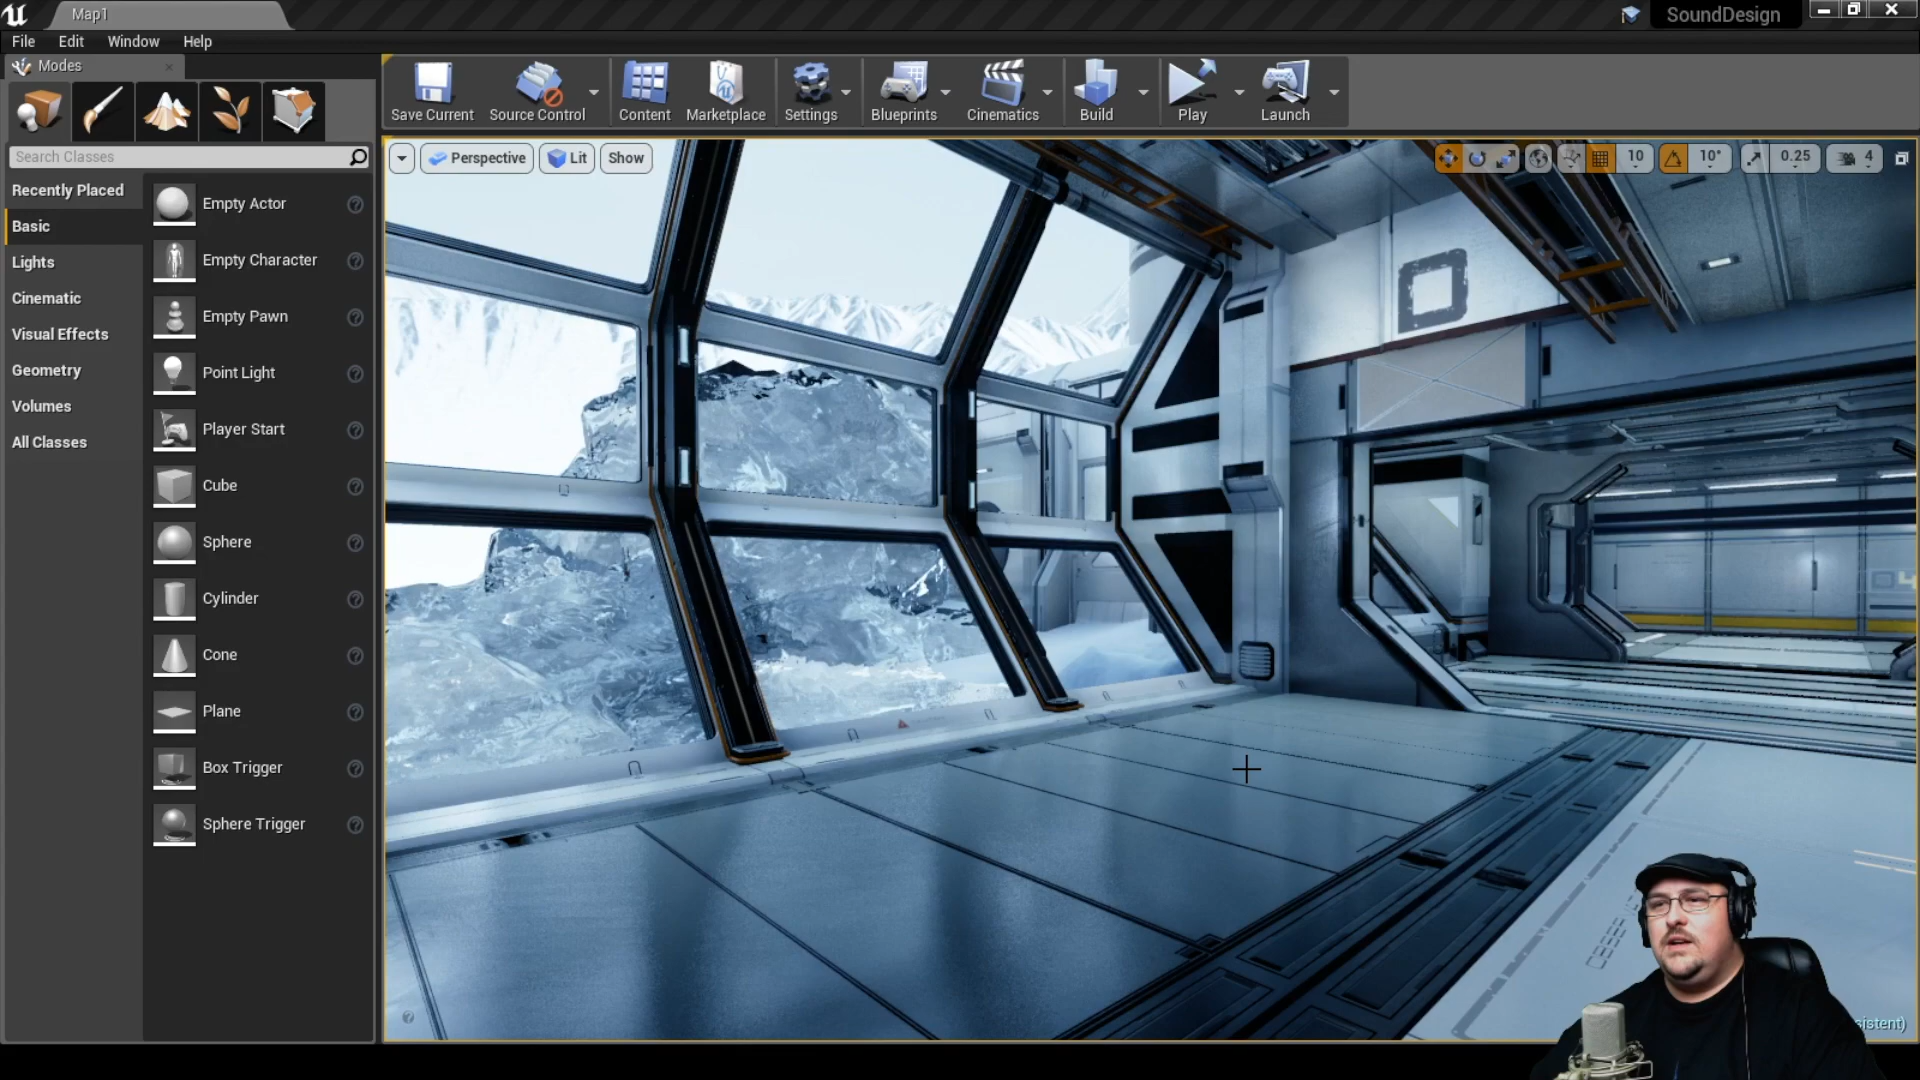 Map1
SoundDesign
File Edit Window Help
Modes
Save Current
Source Control
Content
Marketplace
Settings
Blueprints
Cinematics
Build
Play
Launch
Search Classes
Perspective
Lit
Show
10
10°
0.25
4
Recently Placed
Basic
Lights
Cinematic
Visual Effects
Geometry
Volumes
All Classes
Empty Actor
Empty Character
Empty Pawn
Point Light
Player Start
Cube
Sphere
Cylinder
Cone
Plane
Box Trigger
Sphere Trigger
sistent)